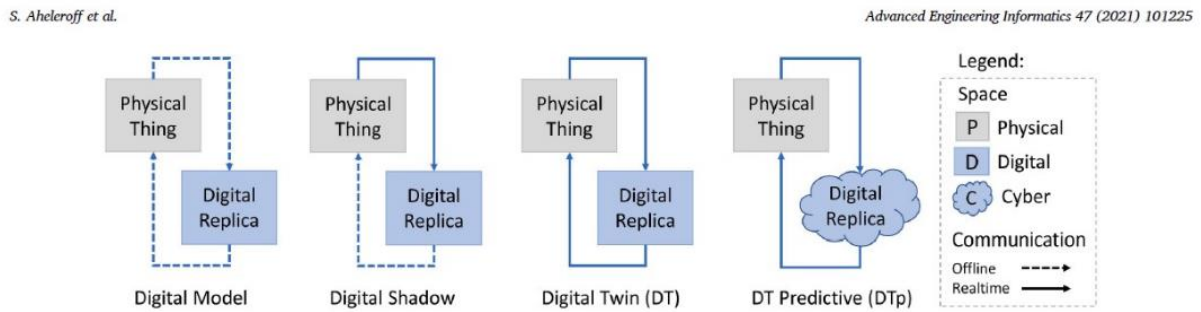 S. Aheleroff et al.
Advanced Engineering Informatics 47 (2021) 101225
Physical
Thing
Digital
Replica
Digital Model
Physical
Thing
Digital
Replica
Digital Shadow
Physical
Thing
Digital
Replica
Digital Twin (DT)
Physical
Thing
Digital
Replica
DT Predictive (DTp)
Legend:
Space
P Physical
D Digital
C Cyber
Communication
Offline
Realtime